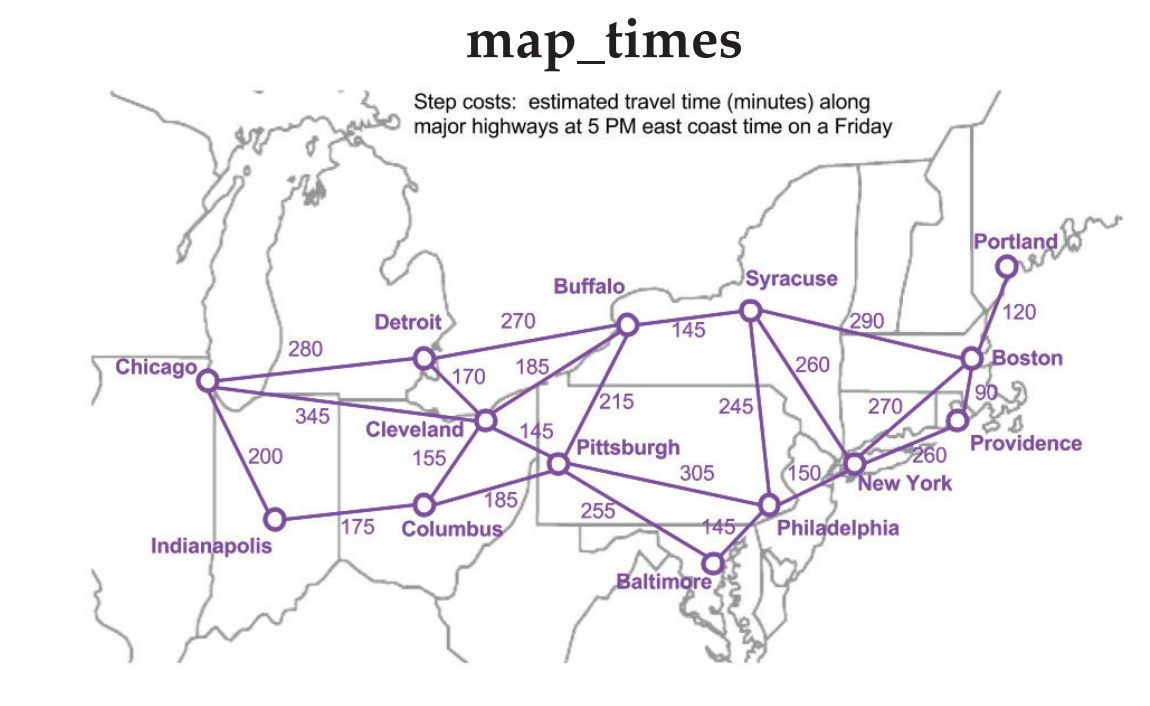 map_times
Step costs: estimated travel time (minutes) along
major highways at 5 PM east coast time on a Friday
Portland
Syracuse
Buffalo
120
Detroit
270
145
290
280
Boston
Chicago
185
260
170
90
345
215
245
270
Cleveland
145
Providence
Pittsburgh
260
200
155
305
150
New York
185
255
175
Columbus
145
Philadelphia
Indianapolis
Baltimore